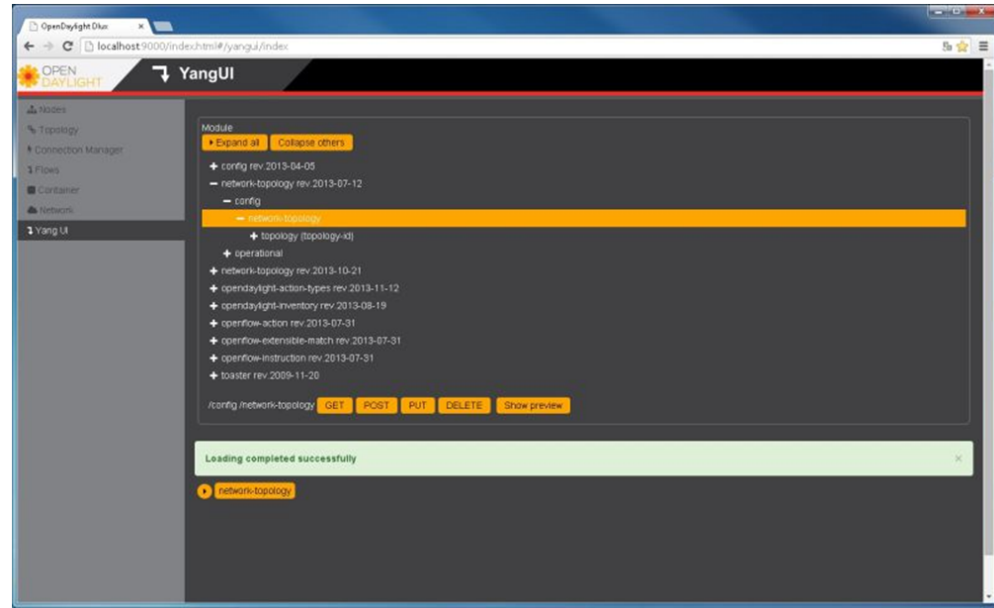 OpenDaylight Dlux
localhost:9000/index.html#/yangui/index
OPEN
DAYLIGHT
YangUI
Nodes
Topology
Connection Manager
Flows
Container
Network
Yang UI
Module
Expand all Collapse others
config rev.2013-04-05
network-topology rev.2013-07-12
config
network-topology
topology (topology-id)
operational
network-topology rev.2013-10-21
opendaylight-action-types rev.2013-11-12
opendaylight-inventory rev.2013-08-19
openflow-action rev.2013-07-31
openflow-extensible-match rev.2013-07-31
openflow-instruction rev.2013-07-31
toaster rev.2009-11-20
/config /network-topology GET POST PUT DELETE Show preview
Loading completed successfully
network-topology